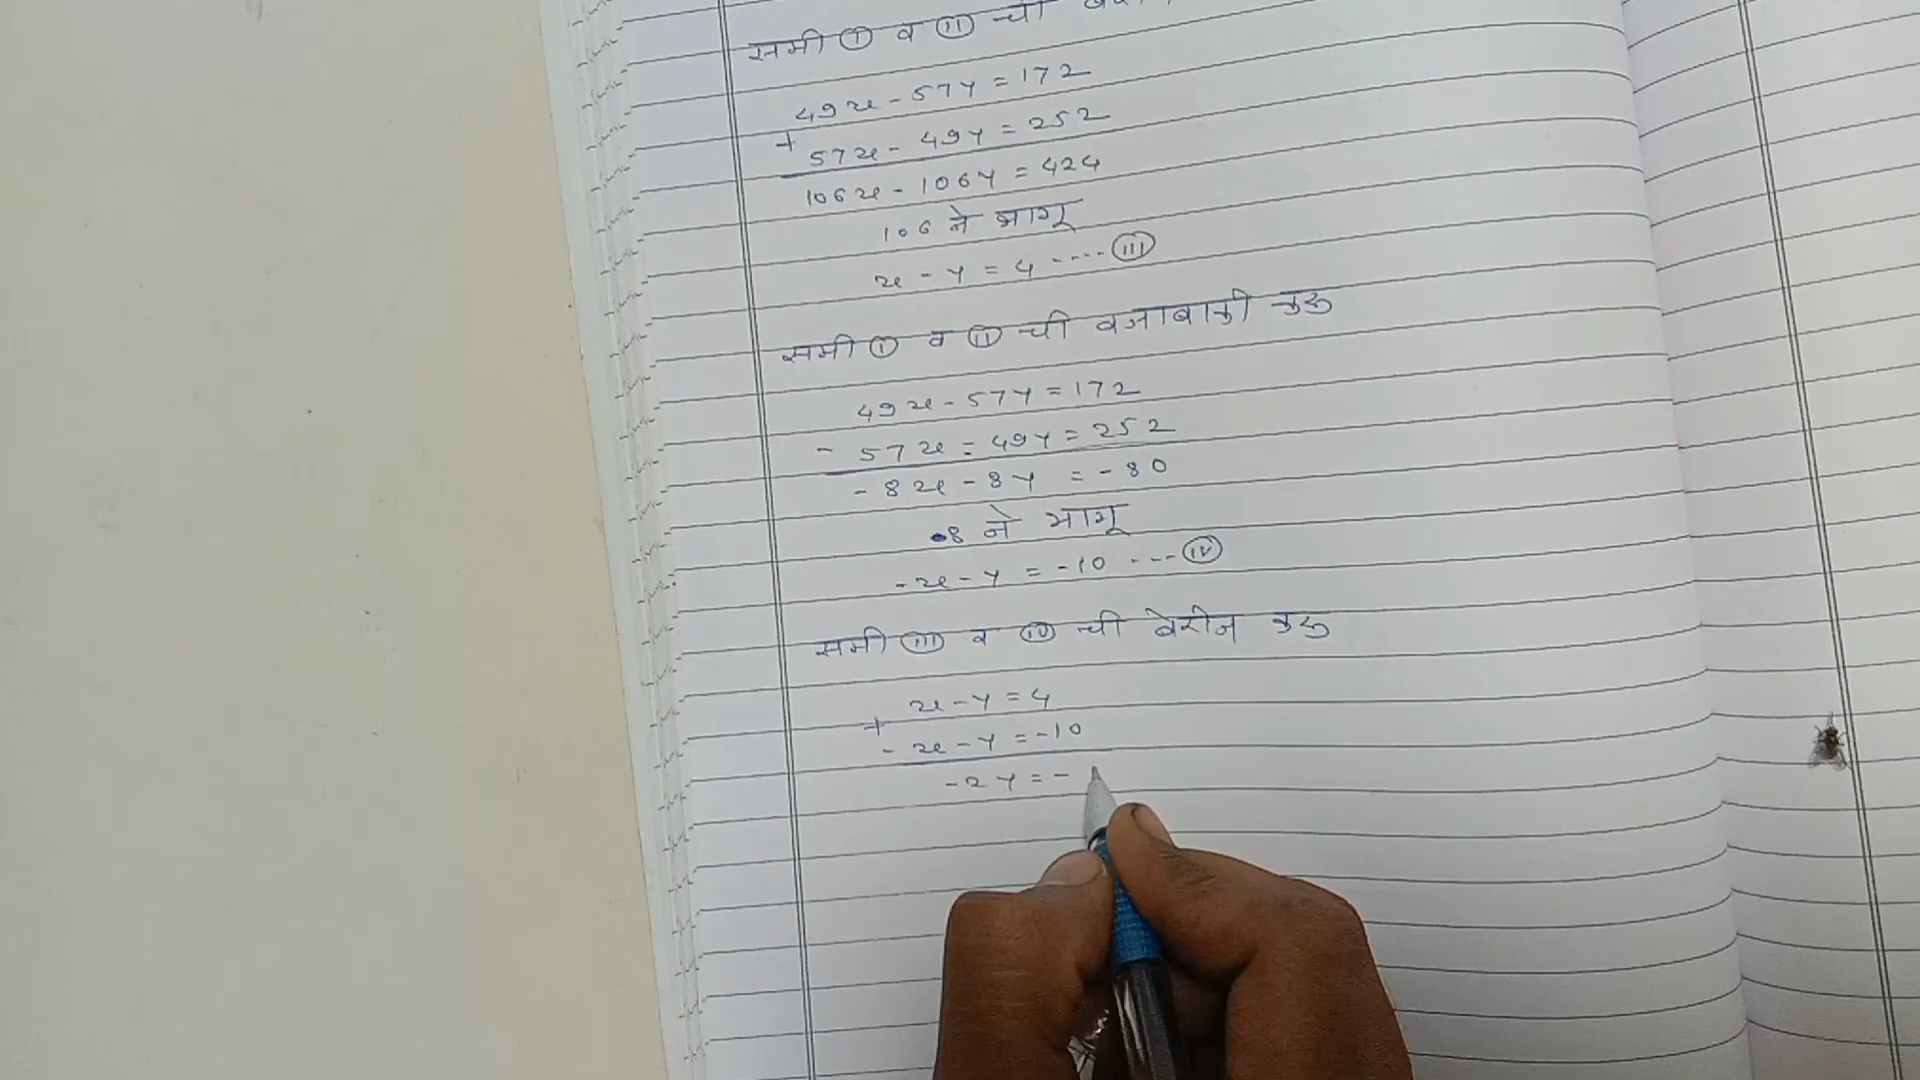 समी (I) व (II) ची
49x - 57y = 172
+ 57x - 49y = 252
106x - 106y = 424
106 ने भागू
x - y = 4 ---- (III)
समी (I) व (II) ची वजाबाकी करू
49x - 57y = 172
- 57x = 49y = 252
- 8x - 8y = - 80
8 ने भागू
- x - y = - 10 --- (IV)
समी (III) व (IV) ची बेरीज करू
x - y = 4
+
- x - y = - 10
- 2y = -